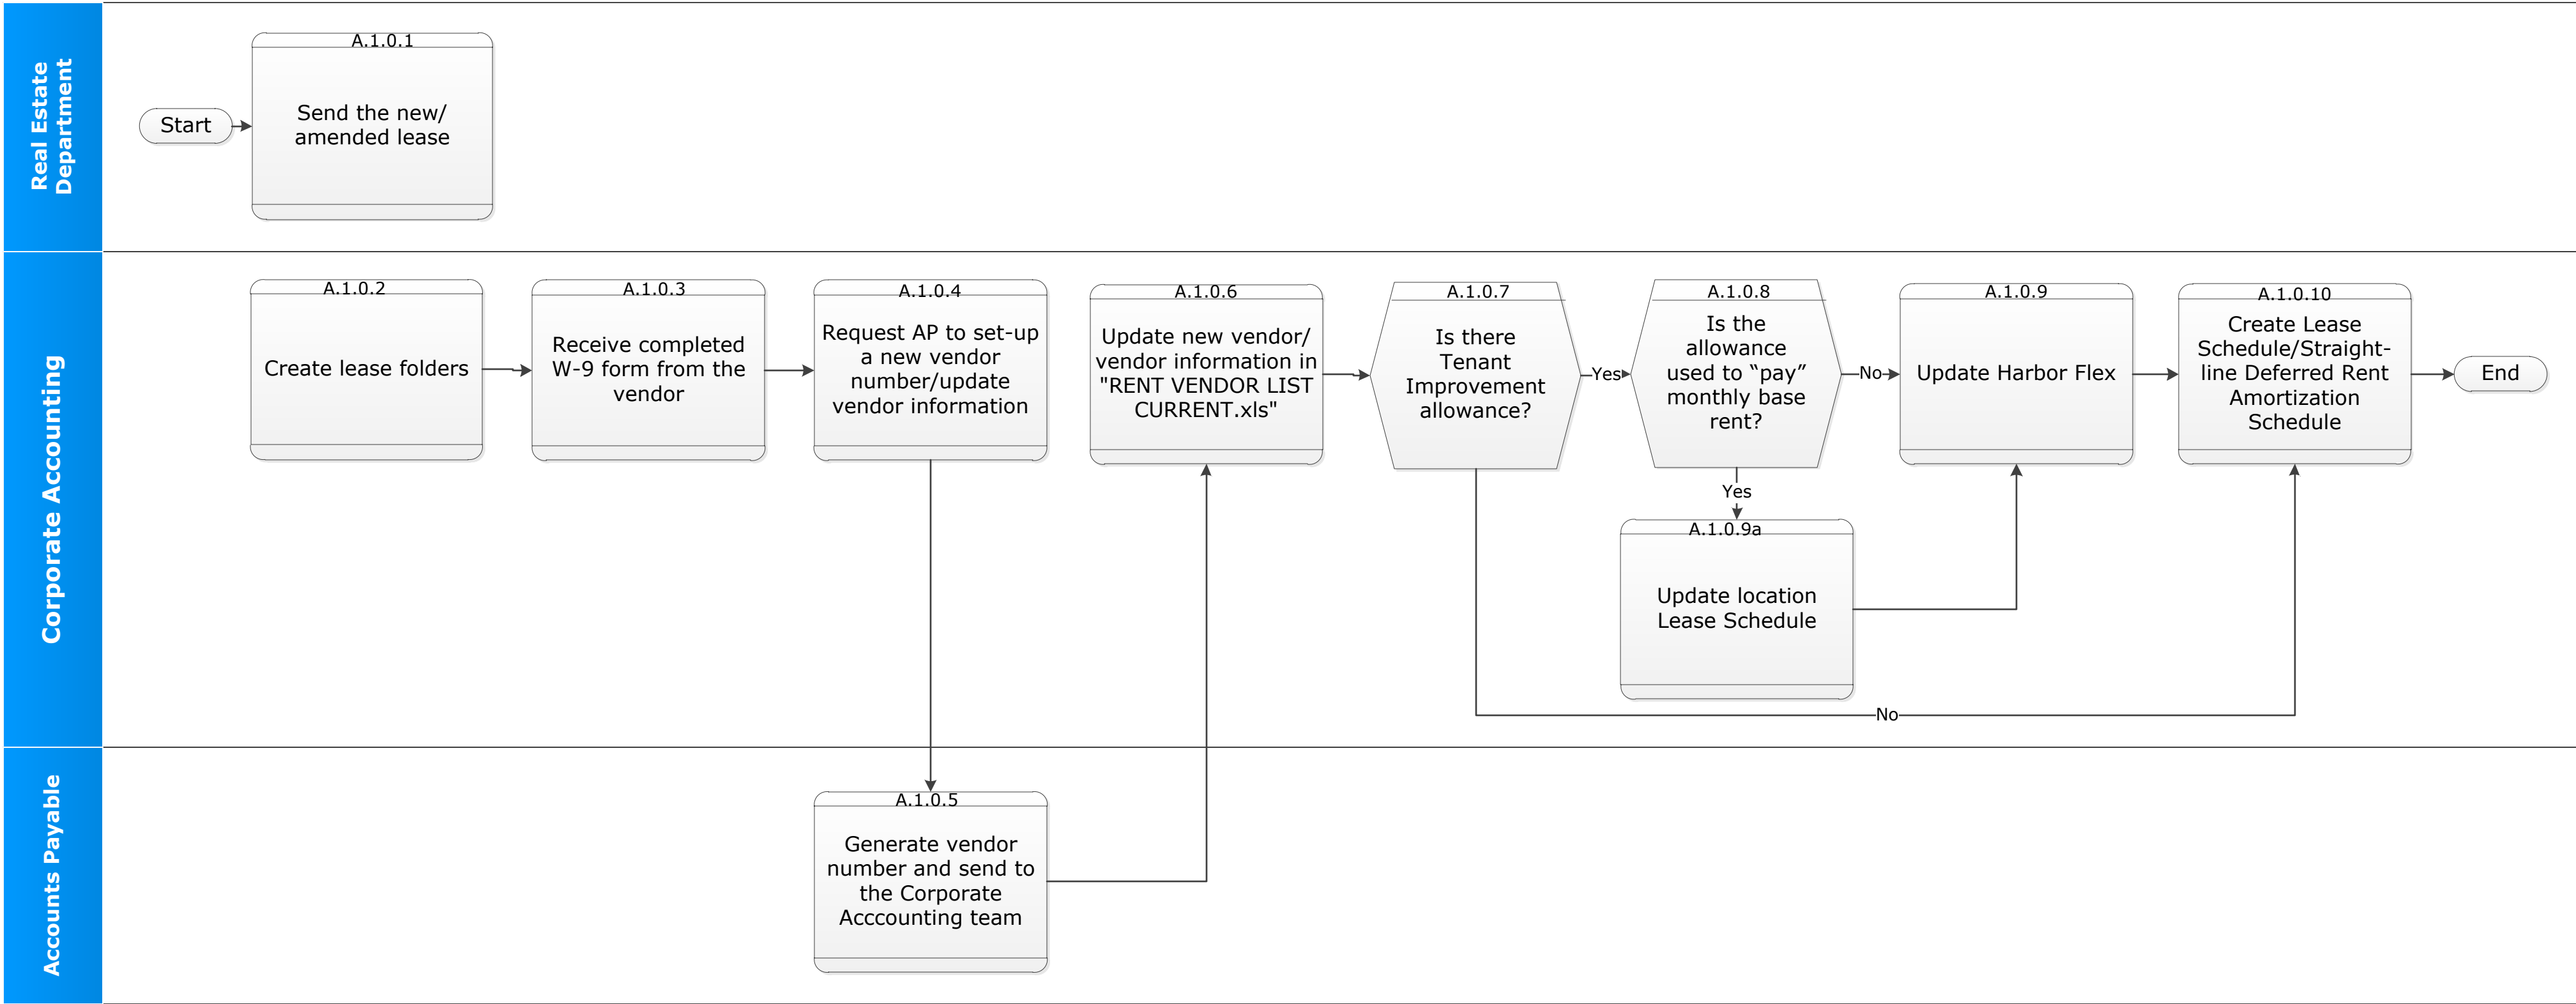 Real Estate
Department
Start
A.1.0.1
Send the new/
amended lease
Corporate Accounting
A.1.0.2
Create lease folders
A.1.0.3
Receive completed
W-9 form from the
vendor
A.1.0.4
Request AP to set-up
a new vendor
number/update
vendor information
A.1.0.6
Update new vendor/
vendor information in
"RENT VENDOR LIST
CURRENT.xls"
A.1.0.7
Is there
Tenant
Improvement
allowance?
Yes
A.1.0.8
Is the
allowance
used to “pay”
monthly base
rent?
No
A.1.0.9
Update Harbor Flex
A.1.0.10
Create Lease
Schedule/Straight-
line Deferred Rent
Amortization
Schedule
End
Yes
A.1.0.9a
Update location
Lease Schedule
No
Accounts Payable
A.1.0.5
Generate vendor
number and send to
the Corporate
Acccounting team